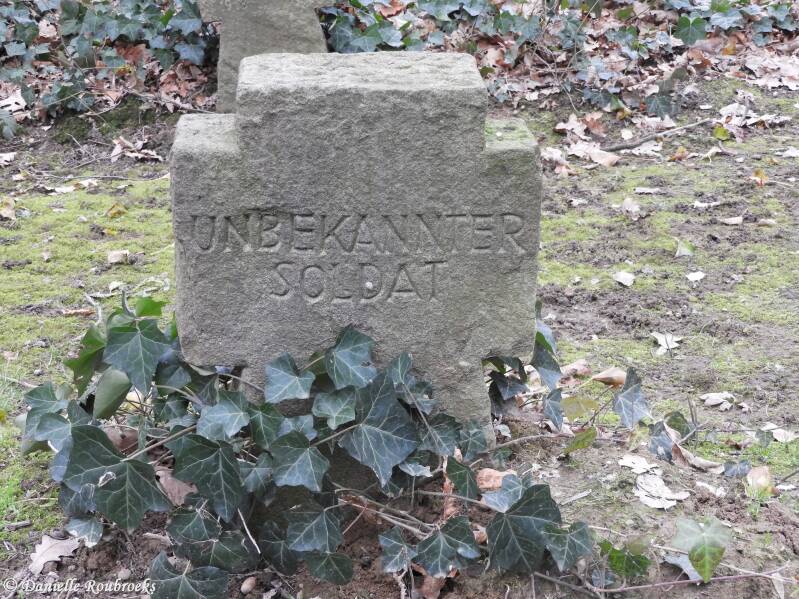 UNBEKANNTER
SOLDAT
© Danielle Roubroeks